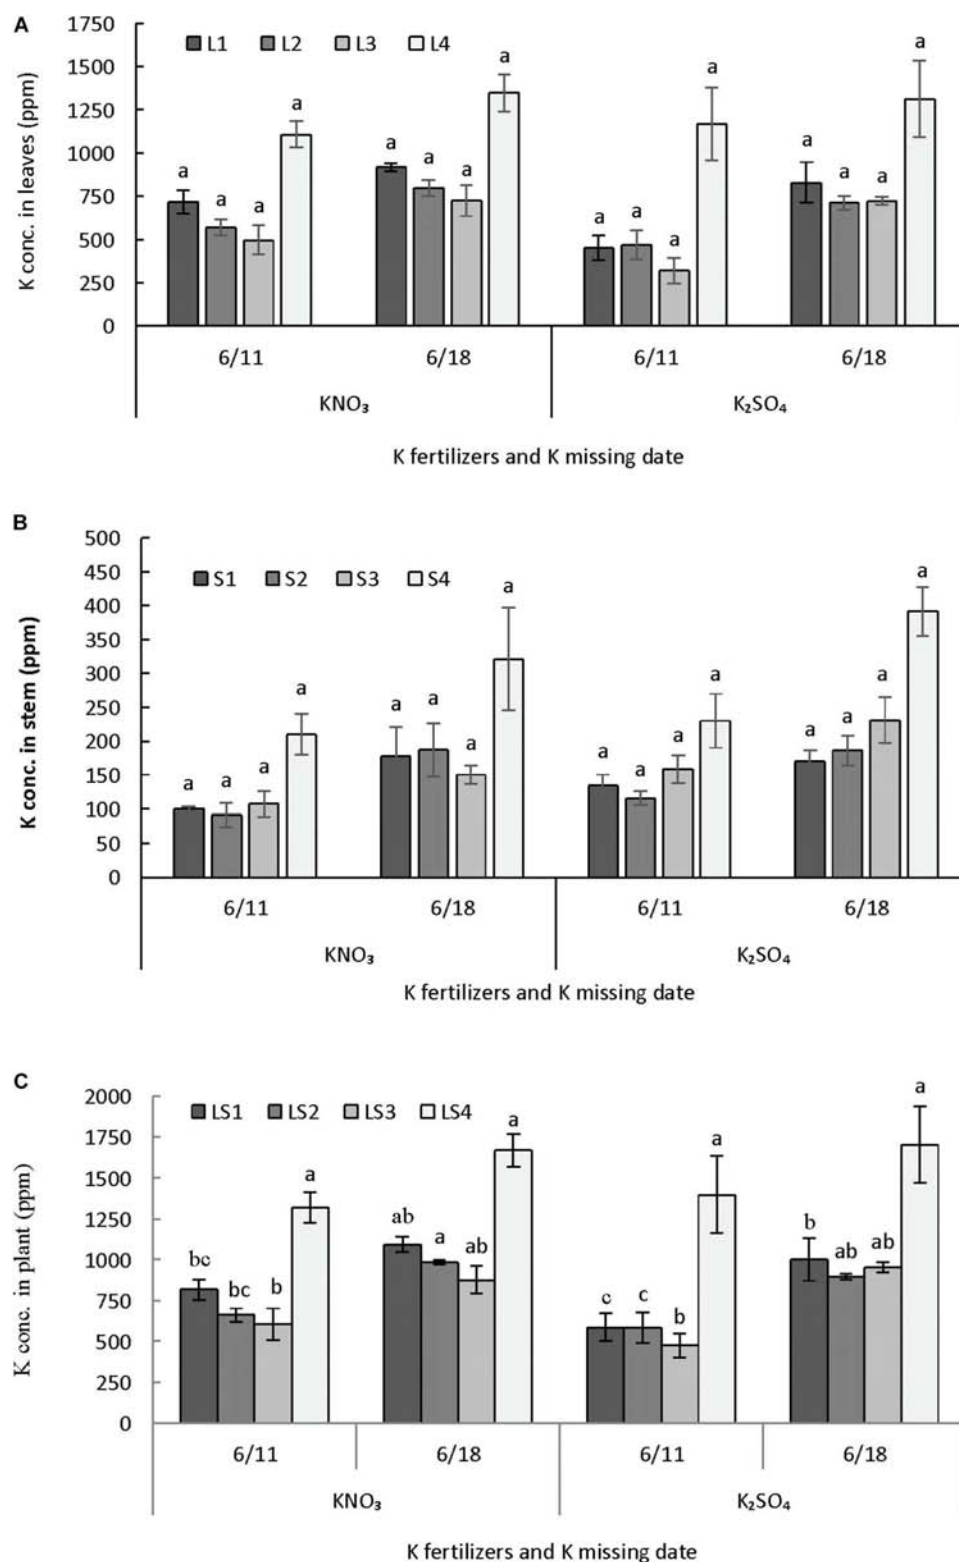 A
K conc. in leaves (ppm)
1750
1500
1250
1000
750
500
250
0
L1 L2 L3 L4
a a a a a a a a a a a a a a a a
6/11 6/18 6/11 6/18
KNO₃ K₂SO₄
K fertilizers and K missing date
B
K conc. in stem (ppm)
500
450
400
350
300
250
200
150
100
50
0
S1 S2 S3 S4
a a a a a a a a a a a a a a a a
6/11 6/18 6/11 6/18
KNO₃ K₂SO₄
K fertilizers and K missing date
C
K conc. in plant (ppm)
2000
1750
1500
1250
1000
750
500
250
0
LS1 LS2 LS3 LS4
bc bc b a ab a ab a c c b a b ab ab a
6/11 6/18 6/11 6/18
KNO₃ K₂SO₄
K fertilizers and K missing date